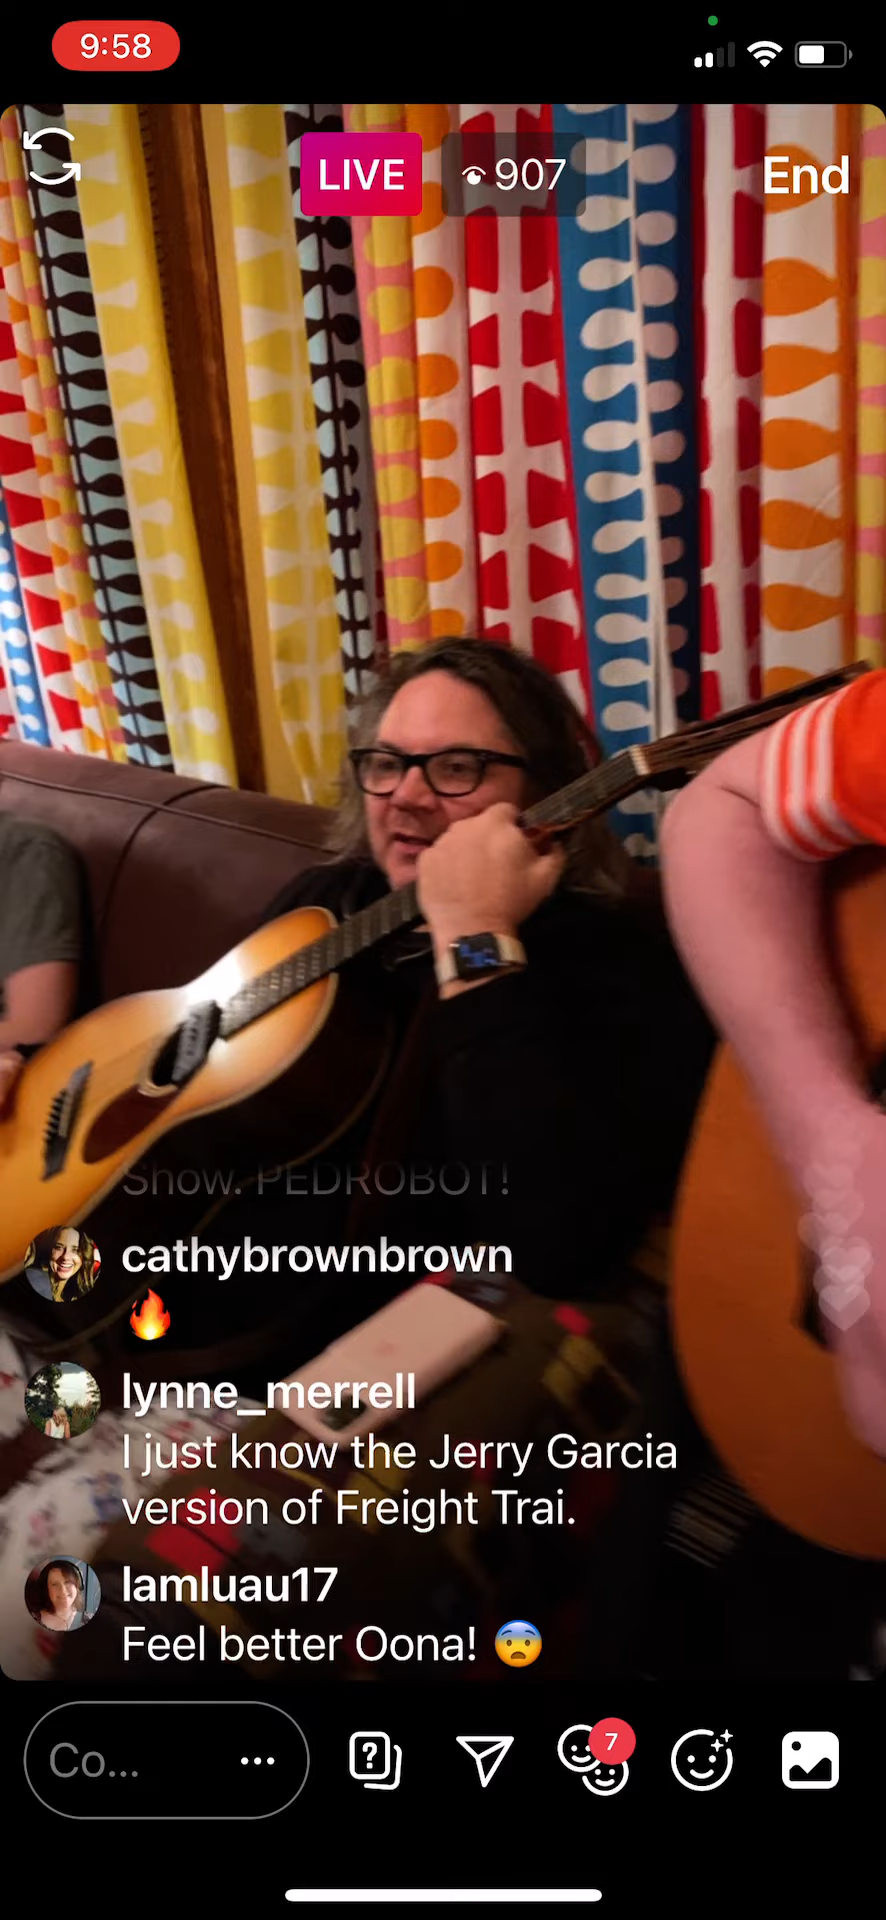 9:58
LIVE
907
End
Show. PEDROBOT!
cathybrownbrown
lynne_merrell
I just know the Jerry Garcia
version of Freight Trai.
lamluau17
Feel better Oona! 😨
Co...
7